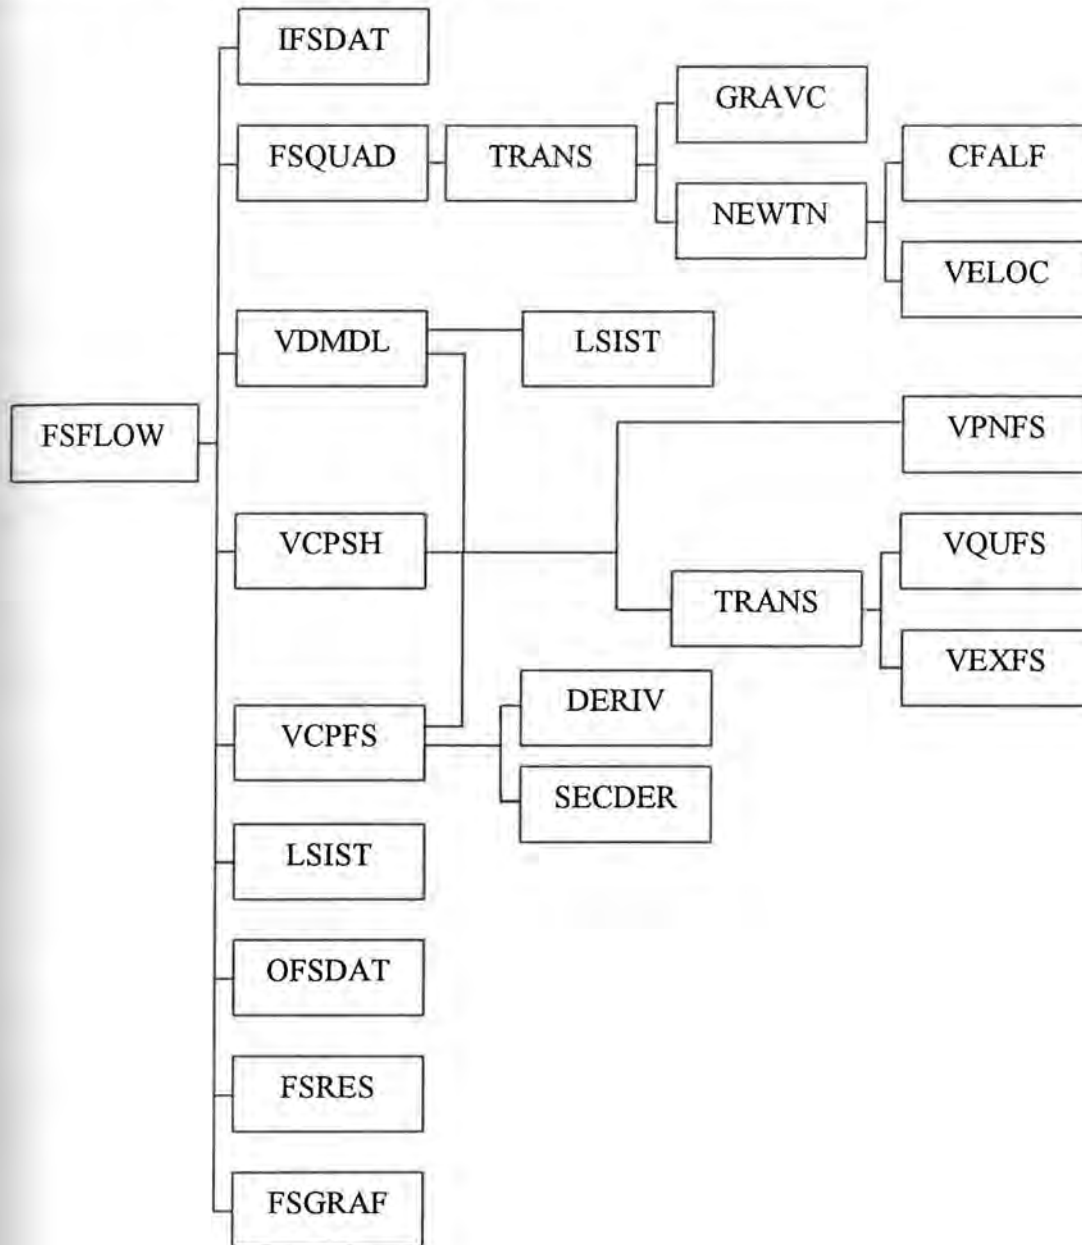 IFSDAT
GRAVC
FSQUAD
TRANS
CFALF
NEWTN
VELOC
VDMDL
LSIST
FSFLOW
VPNFS
VCPSH
VQUFS
TRANS
VEXFS
DERIV
VCPFS
SECDER
LSIST
OFSDAT
FSRES
FSGRAF